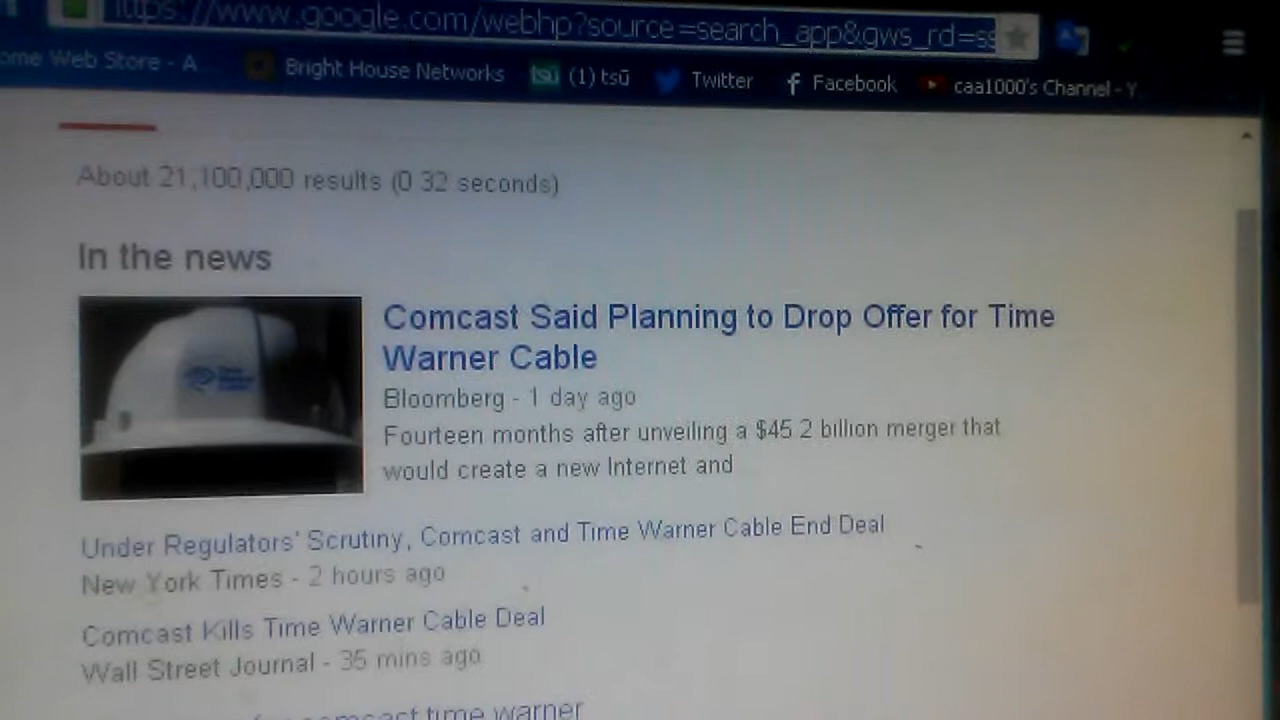 https://www.google.com/webhp?source=search_app&gws_rd=ss
ome Web Store - A
Bright House Networks
(1) tsū
Twitter
Facebook
caa1000's Channel - Y
About 21,100,000 results (0 32 seconds)
In the news
Comcast Said Planning to Drop Offer for Time
Warner Cable
Bloomberg - 1 day ago
Fourteen months after unveiling a $45 2 billion merger that
would create a new Internet and
Under Regulators' Scrutiny, Comcast and Time Warner Cable End Deal
New York Times - 2 hours ago
Comcast Kills Time Warner Cable Deal
Wall Street Journal - 35 mins ago
comcast time warner